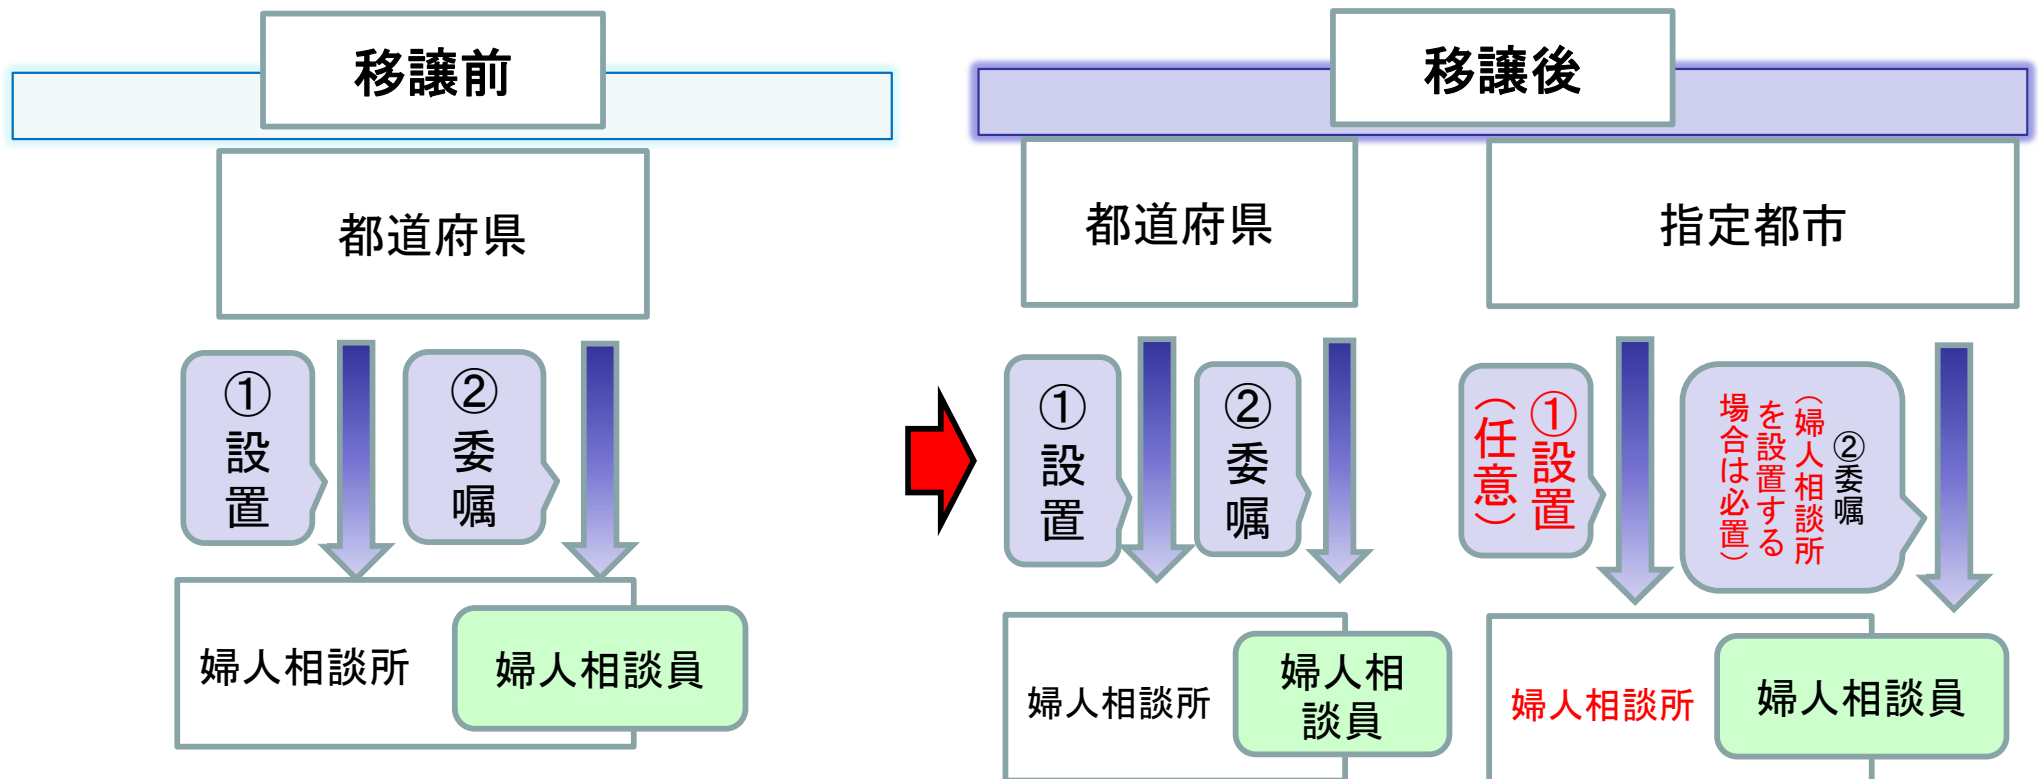 移譲前
都道府県
①設置
②委嘱
婦人相談所
婦人相談員
移譲後
都道府県
指定都市
①設置
②委嘱
①設置
（任意）
②委嘱
（婦人相談所
を設置する
場合は必置）
婦人相談所
婦人相
談員
婦人相談所
婦人相談員